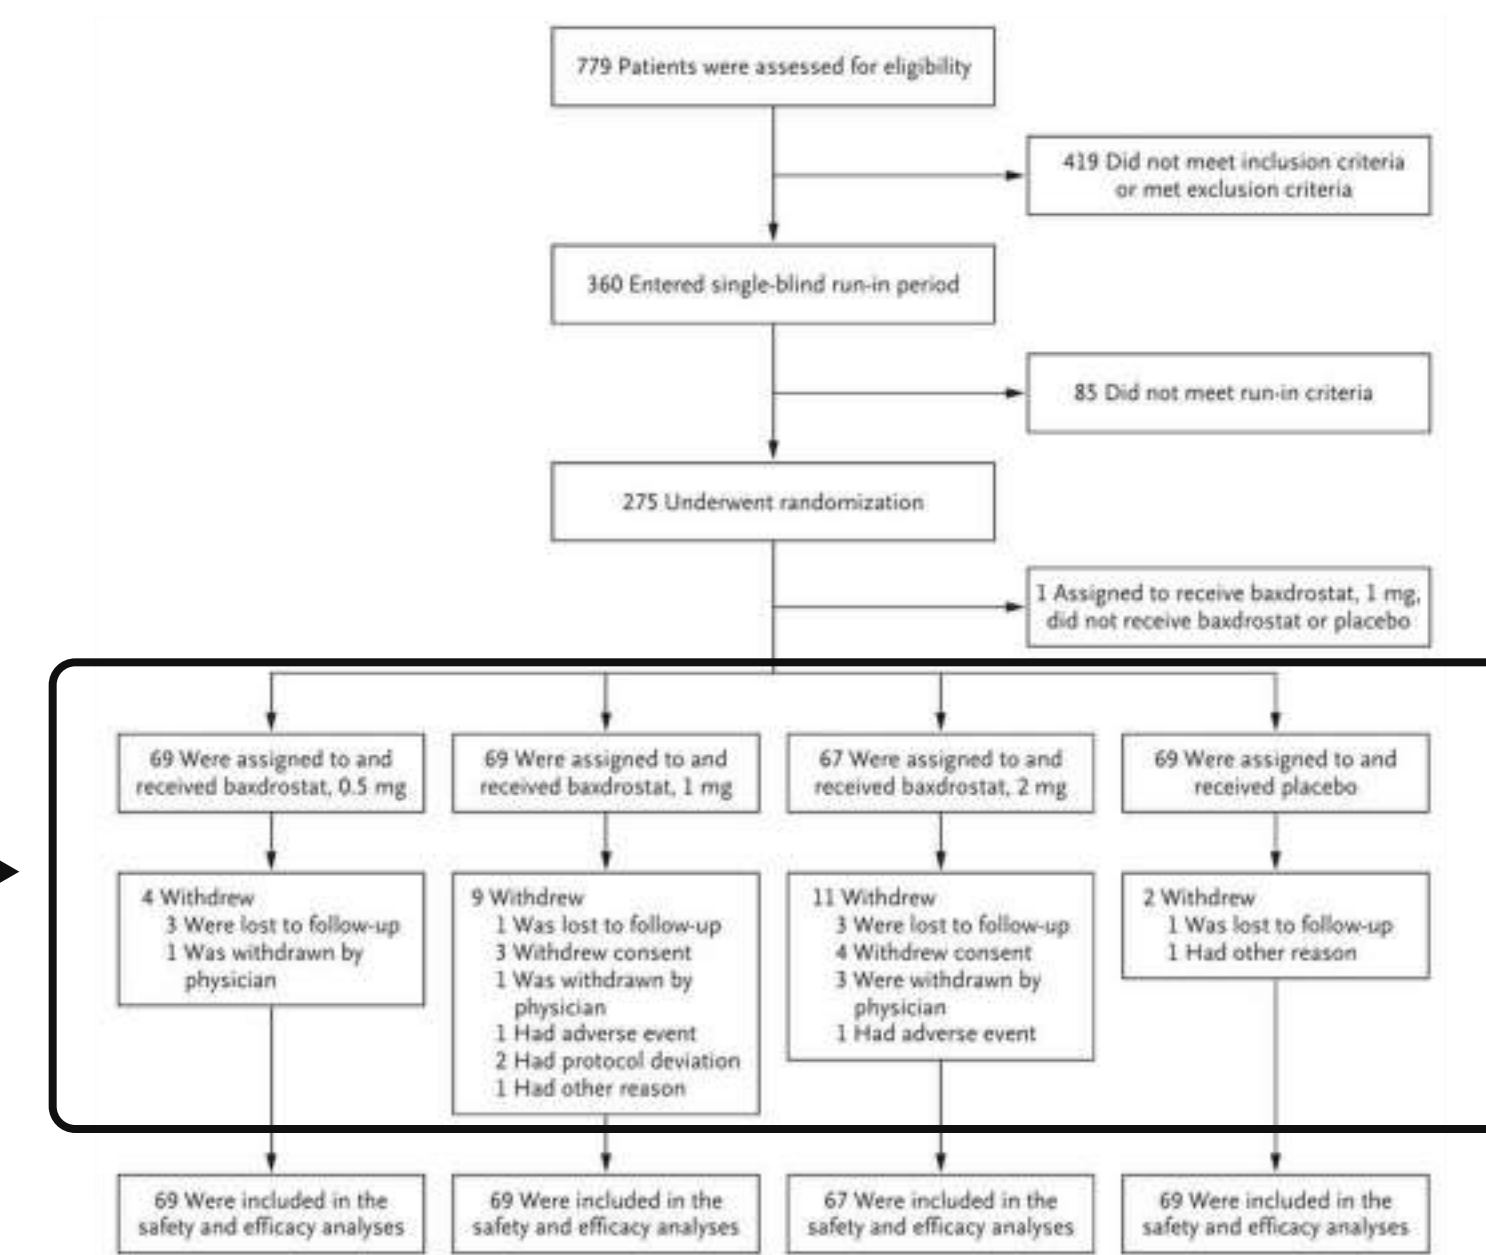 779 Patients were assessed for eligibility
419 Did not meet inclusion criteria
or met exclusion criteria
360 Entered single-blind run-in period
85 Did not meet run-in criteria
275 Underwent randomization
1 Assigned to receive baxdrostat, 1 mg,
did not receive baxdrostat or placebo
69 Were assigned to and
received baxdrostat, 0.5 mg
69 Were assigned to and
received baxdrostat, 1 mg
67 Were assigned to and
received baxdrostat, 2 mg
69 Were assigned to and
received placebo
4 Withdrew
3 Were lost to follow-up
1 Was withdrawn by
physician
9 Withdrew
1 Was lost to follow-up
3 Withdrew consent
1 Was withdrawn by
physician
1 Had adverse event
2 Had protocol deviation
1 Had other reason
11 Withdrew
3 Were lost to follow-up
4 Withdrew consent
3 Were withdrawn by
physician
1 Had adverse event
2 Withdrew
1 Was lost to follow-up
1 Had other reason
69 Were included in the
safety and efficacy analyses
69 Were included in the
safety and efficacy analyses
67 Were included in the
safety and efficacy analyses
69 Were included in the
safety and efficacy analyses